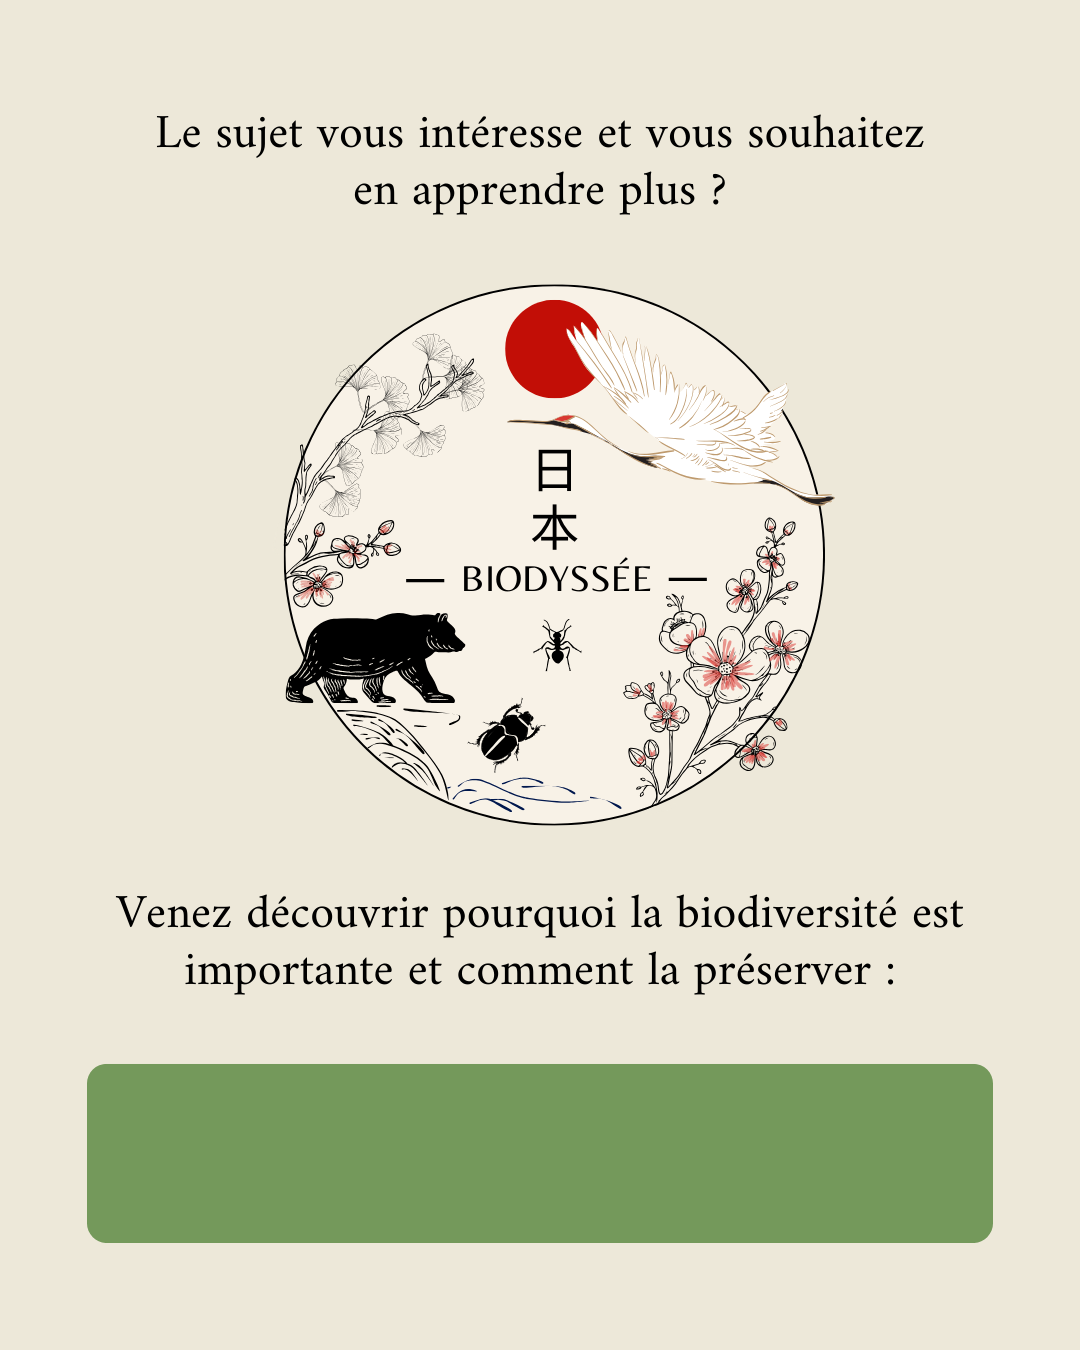 Le sujet vous intéresse et vous souhaitez
en apprendre plus ?
日
本
— BIODYSSÉE —
Venez découvrir pourquoi la biodiversité est
importante et comment la préserver :